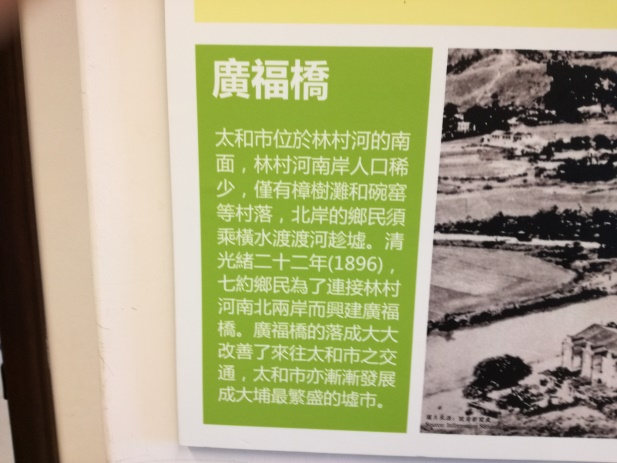 廣福橋
太和市位於林村河的南
面，林村河南岸人口稀
少，僅有樟樹灘和碗窰
等村落，北岸的鄉民須
乘橫水渡渡河趁墟。清
光緒二十二年(1896)，
七約鄉民為了連接林村
河南北兩岸而興建廣福
橋。廣福橋的落成大大
改善了來往太和市之交
通，太和市亦漸漸發展
成大埔最繁盛的墟市。